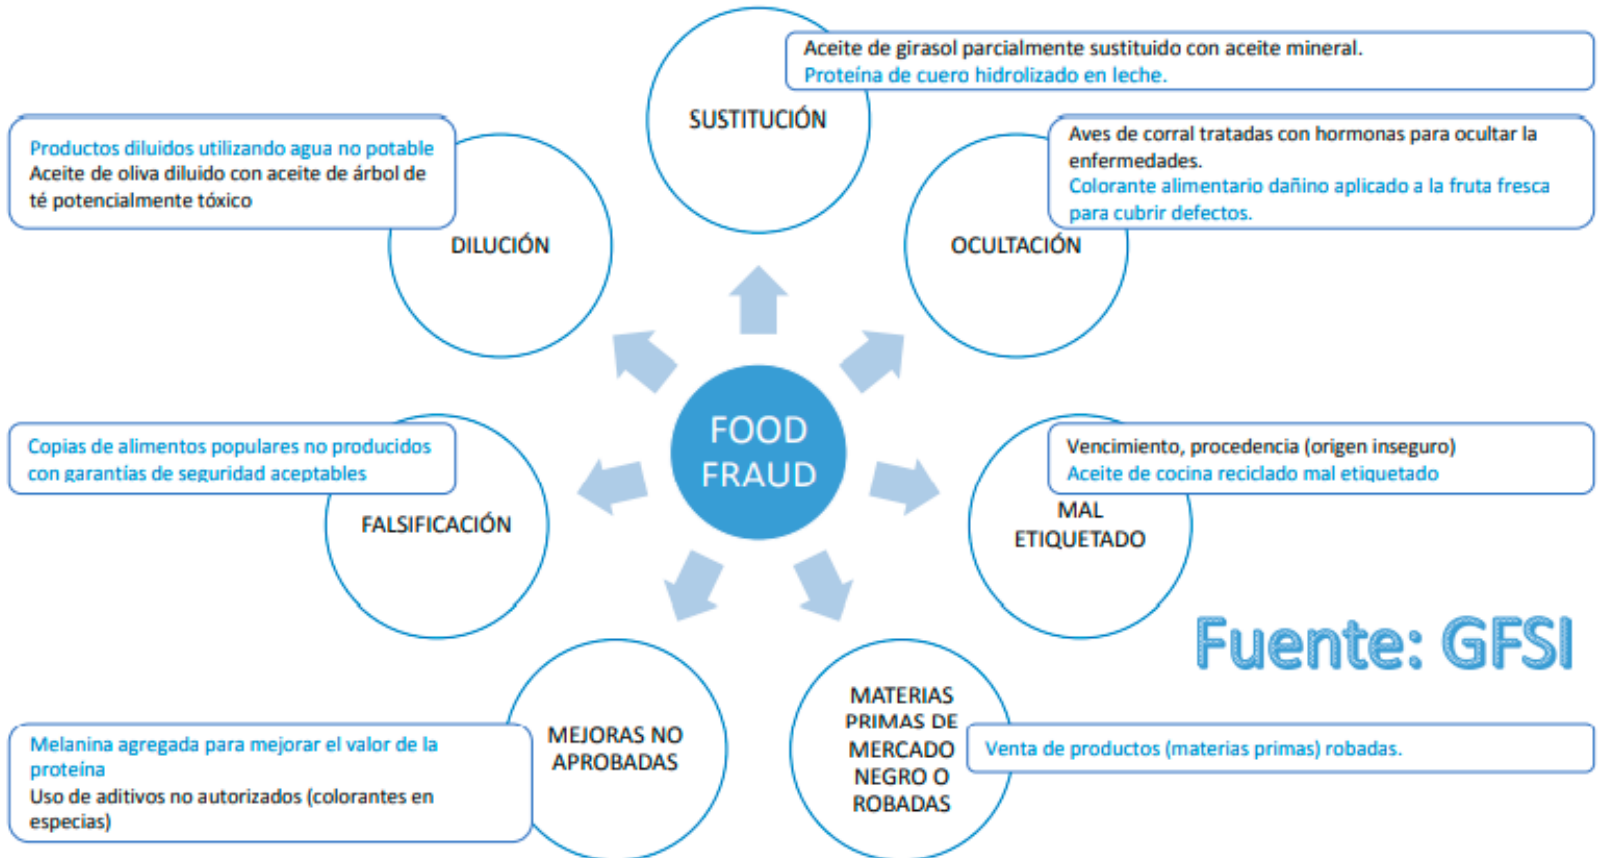 SUSTITUCIÓN
Aceite de girasol parcialmente sustituido con aceite mineral.
Proteína de cuero hidrolizado en leche.
OCULTACIÓN
Aves de corral tratadas con hormonas para ocultar la
enfermedades.
Colorante alimentario dañino aplicado a la fruta fresca
para cubrir defectos.
MAL
ETIQUETADO
Vencimiento, procedencia (origen inseguro)
Aceite de cocina reciclado mal etiquetado
MATERIAS
PRIMAS DE
MERCADO
NEGRO O
ROBADAS
Venta de productos (materias primas) robadas.
MEJORAS NO
APROBADAS
Melanina agregada para mejorar el valor de la
proteína
Uso de aditivos no autorizados (colorantes en
especias)
FALSIFICACIÓN
Copias de alimentos populares no producidos
con garantías de seguridad aceptables
DILUCIÓN
Productos diluidos utilizando agua no potable
Aceite de oliva diluido con aceite de árbol de
té potencialmente tóxico
FOOD
FRAUD
Fuente: GFSI